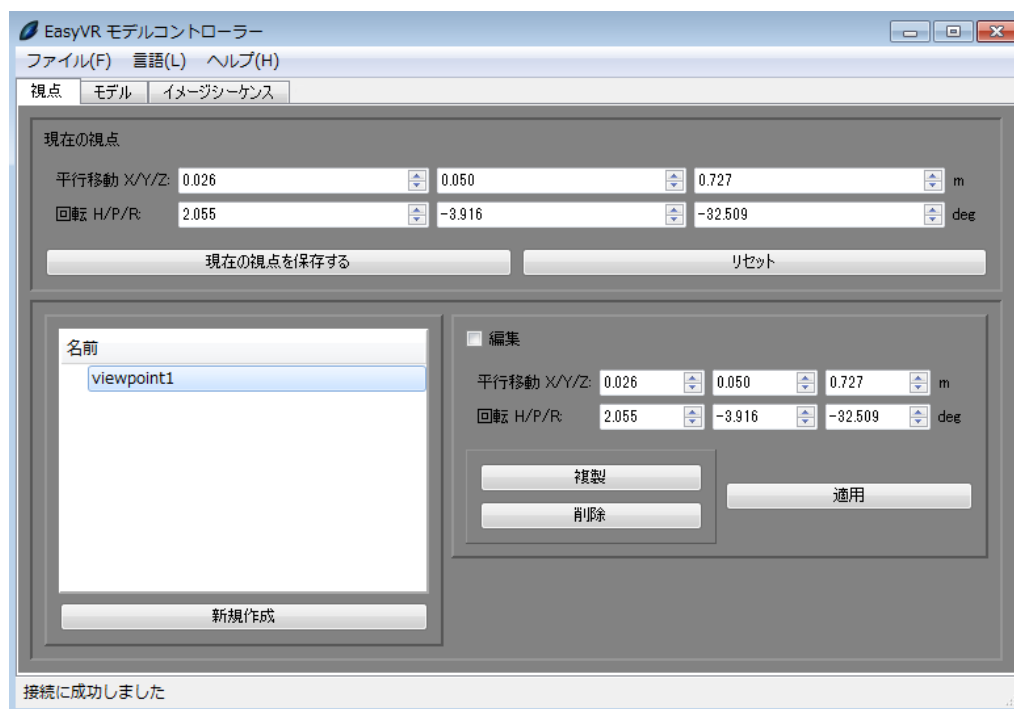 EasyVR モデルコントローラー
ファイル(F) 言語(L) ヘルプ(H)
視点 モデル イメージシーケンス
現在の視点
平行移動 X/Y/Z: 0.026 0.050 0.727 m
回転 H/P/R: 2.055 -3.916 -32.509 deg
現在の視点を保存する リセット
名前
viewpoint1
新規作成
編集
平行移動 X/Y/Z: 0.026 0.050 0.727 m
回転 H/P/R: 2.055 -3.916 -32.509 deg
複製
削除
適用
接続に成功しました